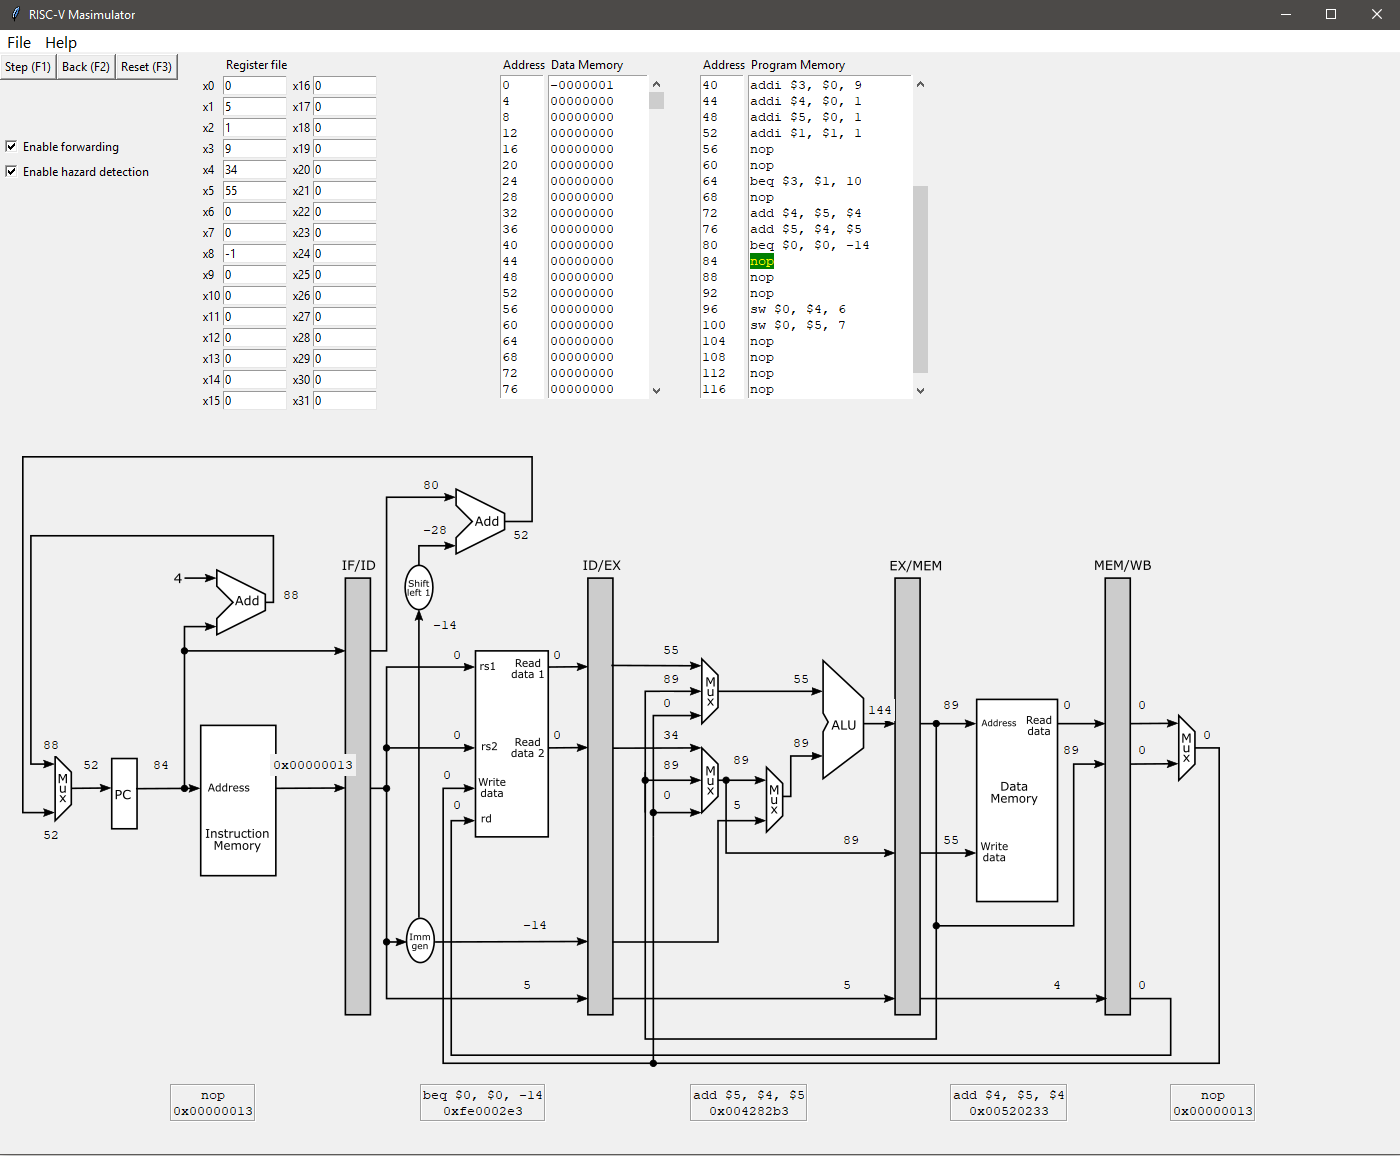 RISC-V Masimulator
File Help
Step (F1) Back (F2) Reset (F3)
Enable forwarding
Enable hazard detection
Register file
x0 0 x16 0
x1 5 x17 0
x2 1 x18 0
x3 9 x19 0
x4 34 x20 0
x5 55 x21 0
x6 0 x22 0
x7 0 x23 0
x8 -1 x24 0
x9 0 x25 0
x10 0 x26 0
x11 0 x27 0
x12 0 x28 0
x13 0 x29 0
x14 0 x30 0
x15 0 x31 0
Address Data Memory
0 -0000001
4 00000000
8 00000000
12 00000000
16 00000000
20 00000000
24 00000000
28 00000000
32 00000000
36 00000000
40 00000000
44 00000000
48 00000000
52 00000000
56 00000000
60 00000000
64 00000000
68 00000000
72 00000000
76 00000000
Address Program Memory
40 addi $3, $0, 9
44 addi $4, $0, 1
48 addi $5, $0, 1
52 addi $1, $1, 1
56 nop
60 nop
64 beq $3, $1, 10
68 nop
72 add $4, $5, $4
76 add $5, $4, $5
80 beq $0, $0, -14
84 nop
88 nop
92 nop
96 sw $0, $4, 6
100 sw $0, $5, 7
104 nop
108 nop
112 nop
116 nop
80
-28
Add
52
4
Add
88
IF/ID
Shift
left 1
-14
ID/EX
EX/MEM
MEM/WB
88
Mux
52
52
PC
84
Address
Instruction
Memory
0x00000013
0
rs1
0
rs2
0
Write
data
0
rd
Read
data 1
0
Read
data 2
0
Imm
gen
-14
5
55
89
0
Mux
55
34
89
0
Mux
89
5
Mux
89
ALU
144
89
5
89
55
Address
Read
data
Data
Memory
Write
data
0
89
4
0
0
Mux
0
0
nop
0x00000013
beq $0, $0, -14
0xfe0002e3
add $5, $4, $5
0x004282b3
add $4, $5, $4
0x00520233
nop
0x00000013